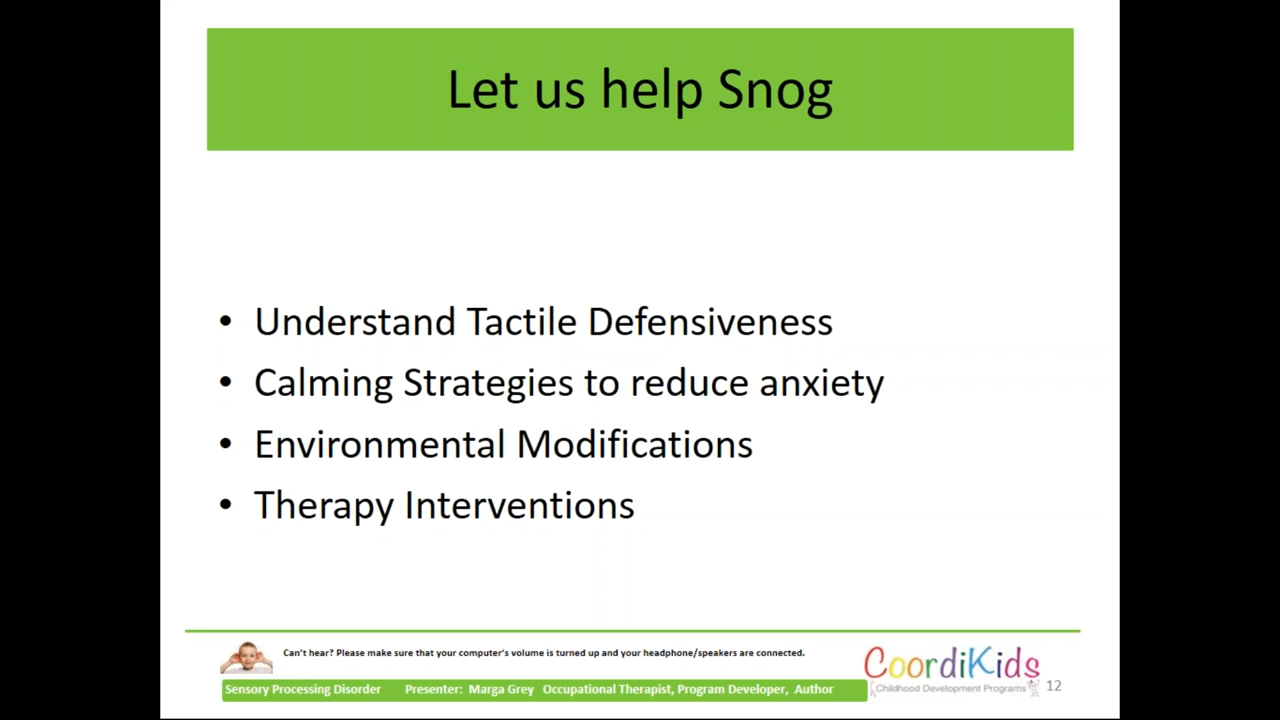 Let us help Snog
• Understand Tactile Defensiveness
• Calming Strategies to reduce anxiety
• Environmental Modifications
• Therapy Interventions
Can't hear? Please make sure that your computer's volume is turned up and your headphone/speakers are connected.
CoordiKids
Childhood Development Programs
Sensory Processing Disorder Presenter: Marga Grey Occupational Therapist, Program Developer, Author
12